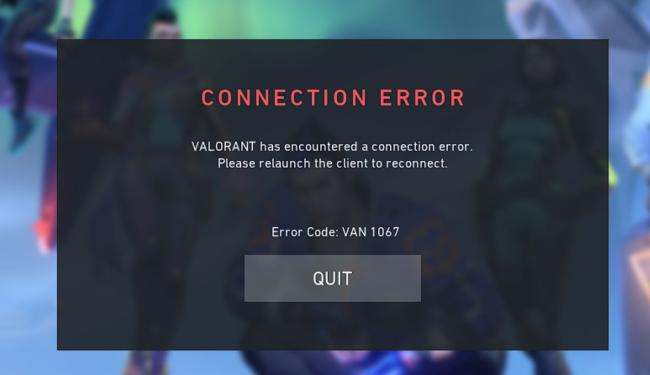 CONNECTION ERROR
VALORANT has encountered a connection error.
Please relaunch the client to reconnect.
Error Code: VAN 1067
QUIT